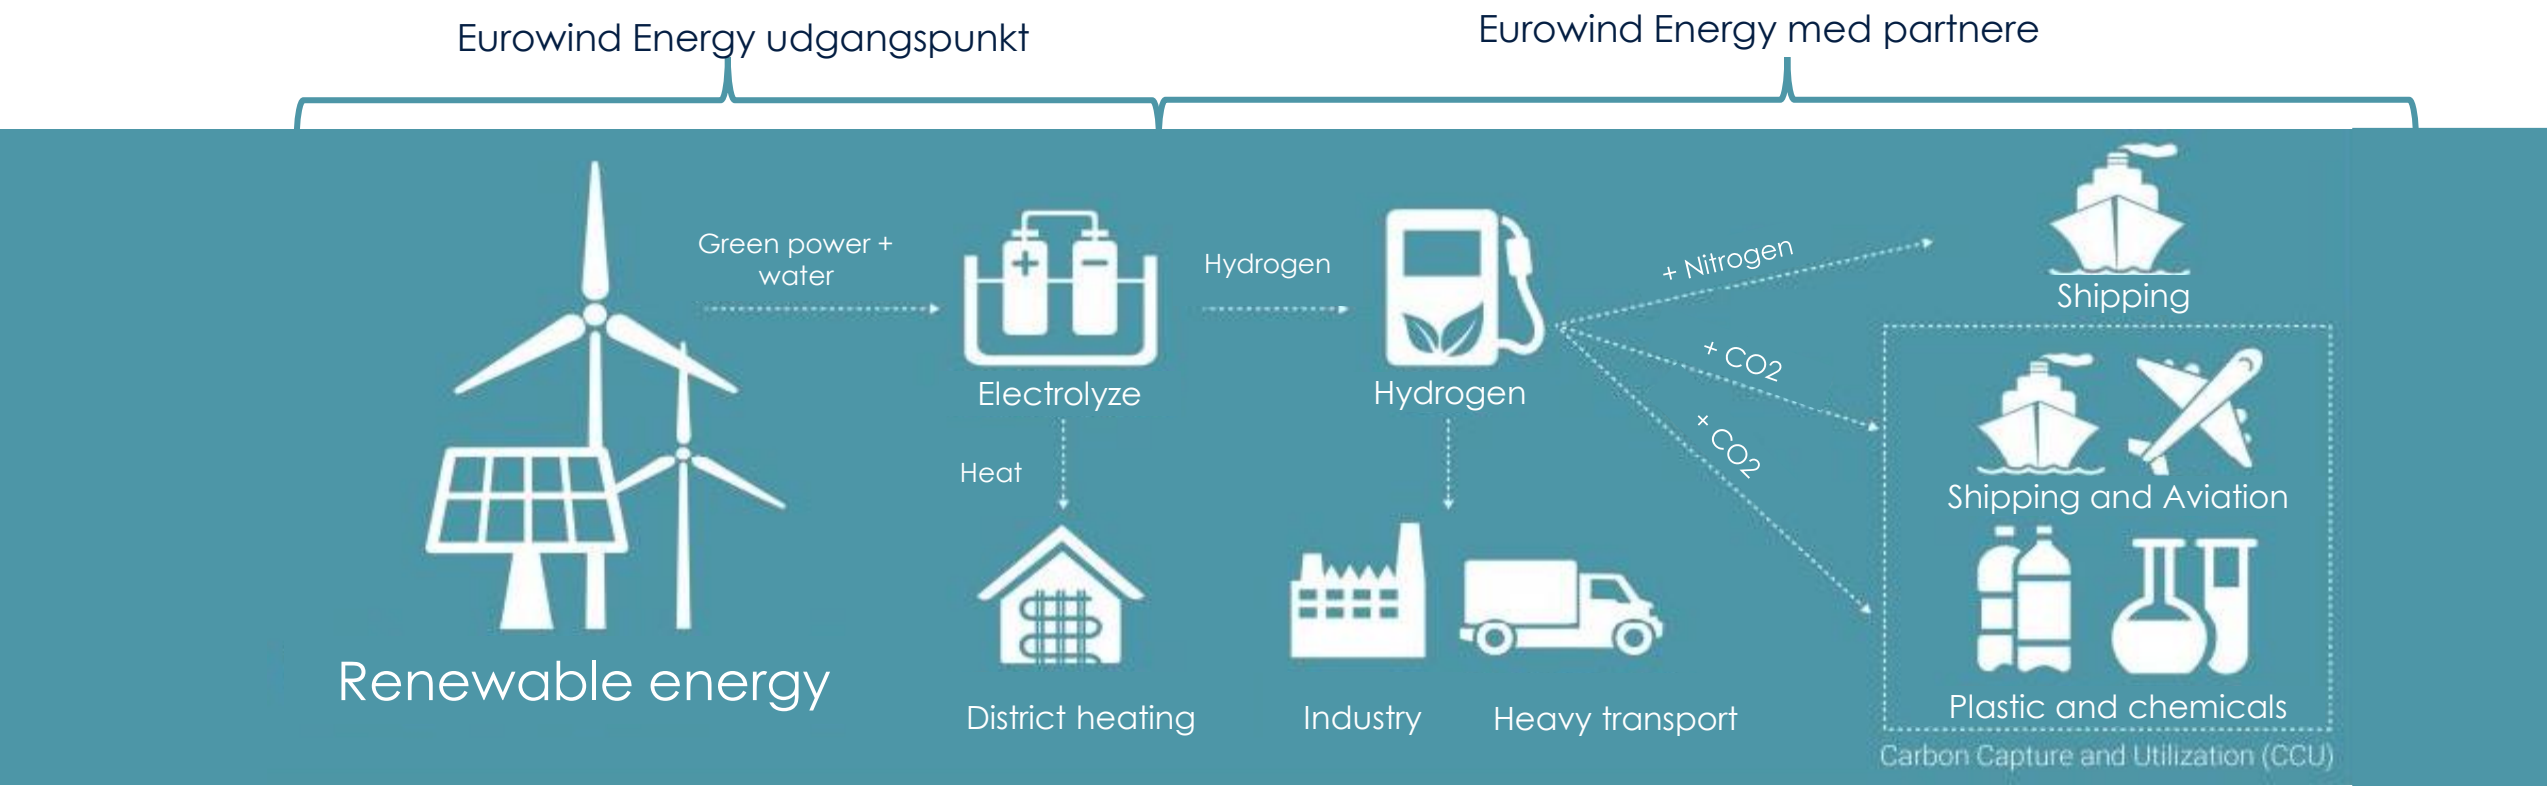 Eurowind Energy udgangspunkt
Eurowind Energy med partnere
Green power +
water
Hydrogen
+ Nitrogen
Shipping
+ CO2
+ CO2
Electrolyze
Hydrogen
Heat
Shipping and Aviation
Renewable energy
District heating
Industry
Heavy transport
Plastic and chemicals
Carbon Capture and Utilization (CCU)